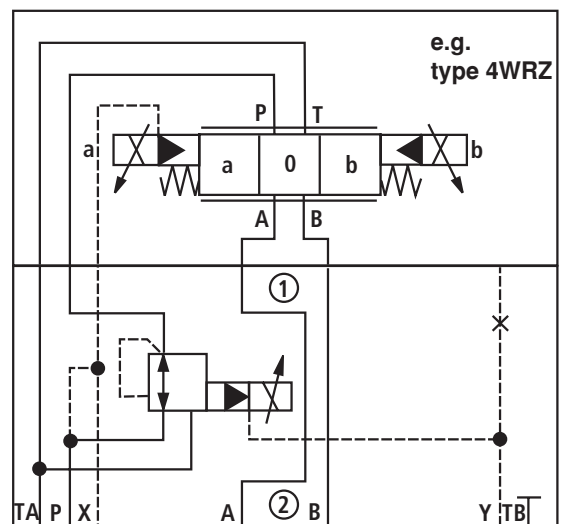 e.g.
type 4WRZ
P T
a a 0 b b
A B
1
TA P X A 2 B Y TB